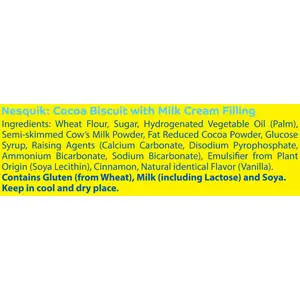 Nesquik: Cocoa Biscuit with Milk Cream Filling
Ingredients: Wheat Flour, Sugar, Hydrogenated Vegetable Oil (Palm),
Semi-skimmed Cow's Milk Powder, Fat Reduced Cocoa Powder, Glucose
Syrup, Raising Agents (Calcium Carbonate, Disodium Pyrophosphate,
Ammonium Bicarbonate, Sodium Bicarbonate), Emulsifier from Plant
Origin (Soya Lecithin), Cinnamon, Natural identical Flavor (Vanilla).
Contains Gluten (from Wheat), Milk (including Lactose) and Soya.
Keep in cool and dry place.